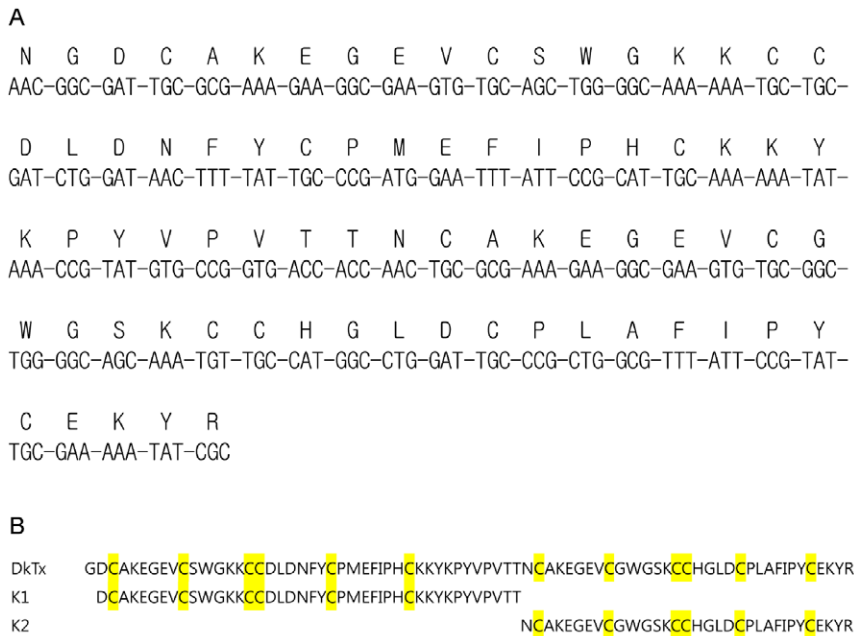 A
N G D C A K E G E V C S W G K K C C
AAC-GGC-GAT-TGC-GCG-AAA-GAA-GGC-GAA-GTG-TGC-AGC-TGG-GGC-AAA-AAA-TGC-TGC-
D L D N F Y C P M E F I P H C K K Y
GAT-CTG-GAT-AAC-TTT-TAT-TGC-CCG-ATG-GAA-TTT-ATT-CCG-CAT-TGC-AAA-AAA-TAT-
K P Y V P V T T N C A K E G E V C G
AAA-CCG-TAT-GTG-CCG-GTG-ACC-ACC-AAC-TGC-GCG-AAA-GAA-GGC-GAA-GTG-TGC-GGC-
W G S K C C H G L D C P L A F I P Y
TGG-GGC-AGC-AAA-TGT-TGC-CAT-GGC-CTG-GAT-TGC-CCG-CTG-GCG-TTT-ATT-CCG-TAT-
C E K Y R
TGC-GAA-AAA-TAT-CGC
B
DkTx GDCAKEGEVCSWGKKCCDLDNFYCPMEFIPHCKKYKPYVPVTTNCAKEGEVCGWGSKCCHGLDCPLAFIPYCEKYR
K1 DCAKEGEVCSWGKKCCDLDNFYCPMEFIPHCKKYKPYVPVTT
K2 NCAKEGEVCGWGSKCCHGLDCPLAFIPYCEKYR